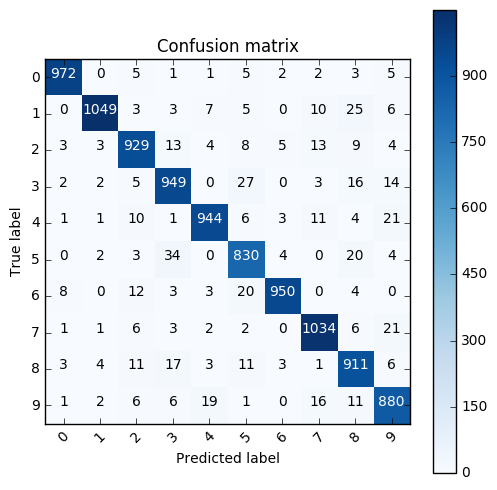 Confusion matrix
True label
0 972 0 5 1 1 5 2 2 3 5
1 0 1049 3 3 7 5 0 10 25 6
2 3 3 929 13 4 8 5 13 9 4
3 2 2 5 949 0 27 0 3 16 14
4 1 1 10 1 944 6 3 11 4 21
5 0 2 3 34 0 830 4 0 20 4
6 8 0 12 3 3 20 950 0 4 0
7 1 1 6 3 2 2 0 1034 6 21
8 3 4 11 17 3 11 3 1 911 6
9 1 2 6 6 19 1 0 16 11 880
0 1 2 3 4 5 6 7 8 9
Predicted label
900
750
600
450
300
150
0